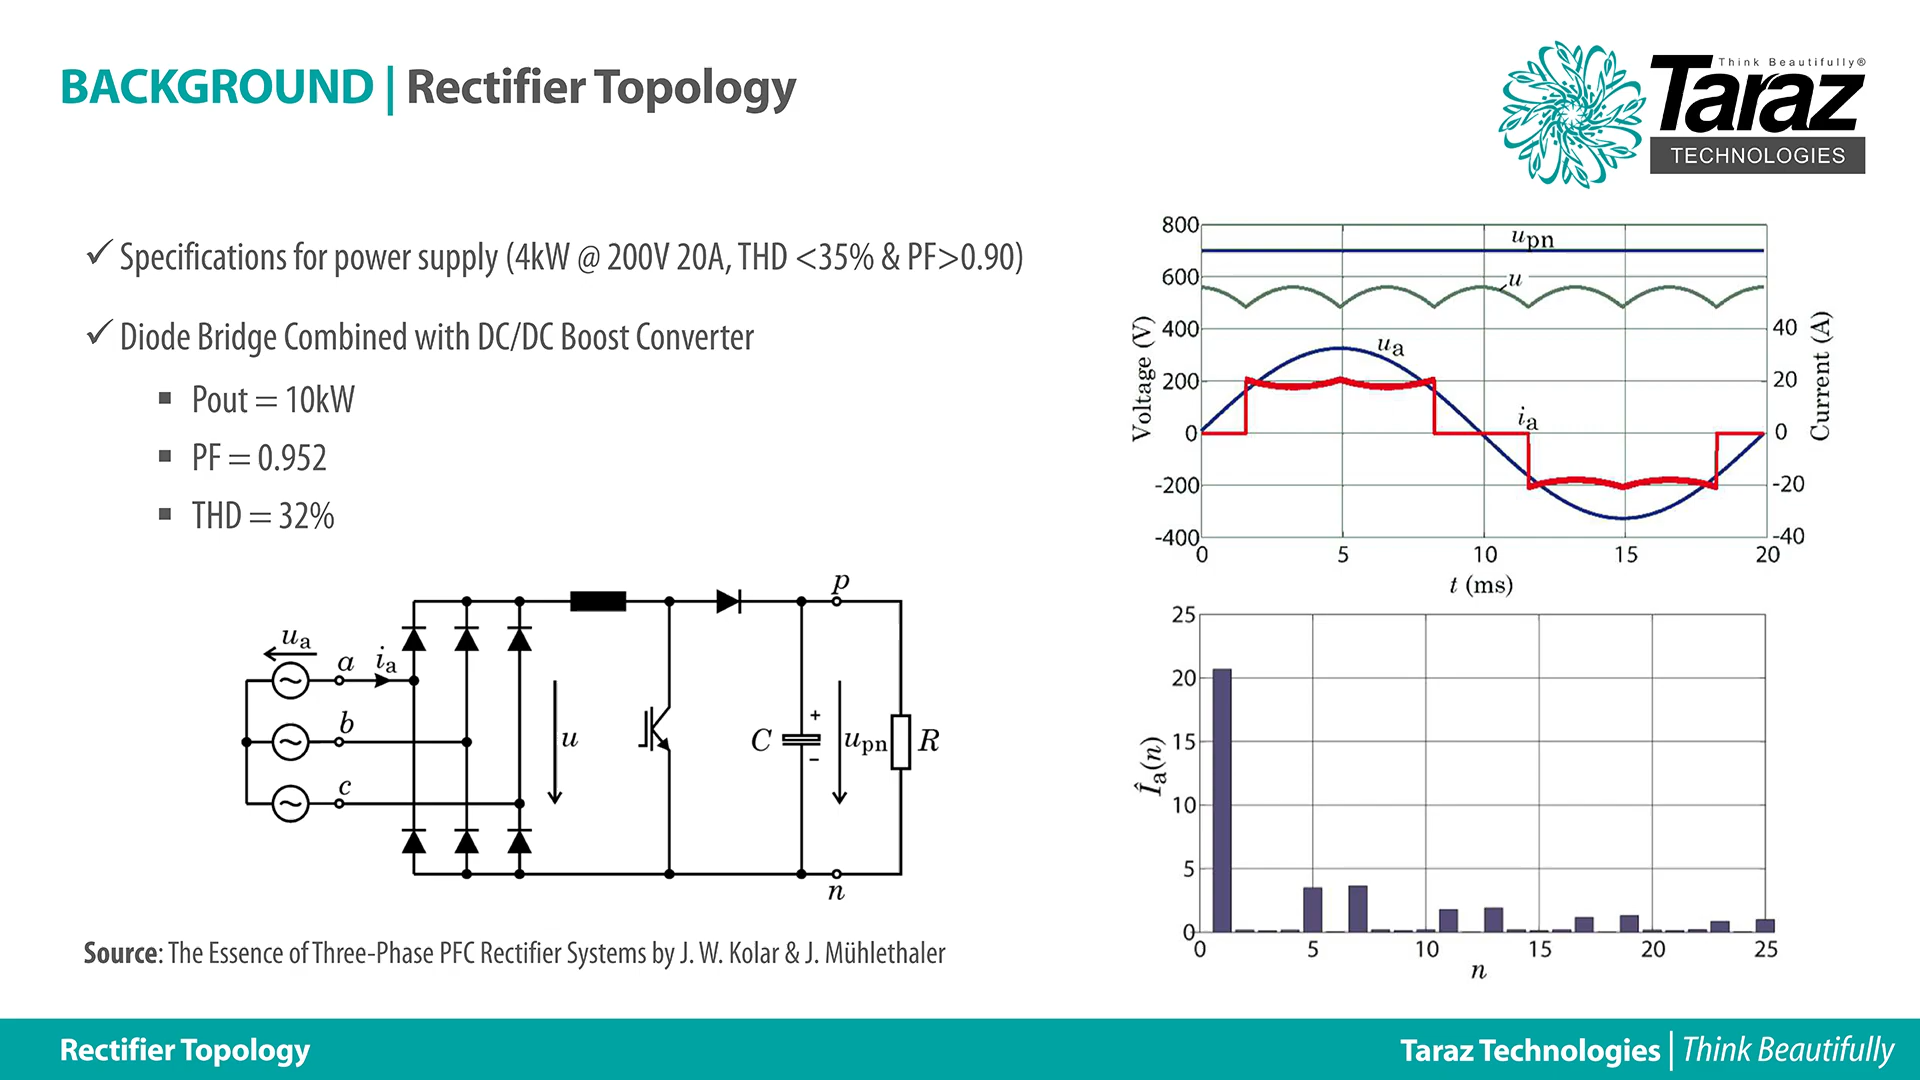 BACKGROUND | Rectifier Topology
Think Beautifully®
Taraz
TECHNOLOGIES
✓ Specifications for power supply (4kW @ 200V 20A, THD <35% & PF>0.90)
✓ Diode Bridge Combined with DC/DC Boost Converter
▪ Pout = 10kW
▪ PF = 0.952
▪ THD = 32%
u_a
a
i_a
b
c
u
C
+
−
u_pn
R
p
n
Source: The Essence of Three-Phase PFC Rectifier Systems by J. W. Kolar & J. Mühlethaler
Voltage (V)
800
600
400
200
0
-200
-400
u_pn
u
u_a
i_a
40
20
0
-20
-40
Current (A)
0 5 10 15 20
t (ms)
Î_a(n)
25
20
15
10
5
0
0 5 10 15 20 25
n
Rectifier Topology
Taraz Technologies | Think Beautifully